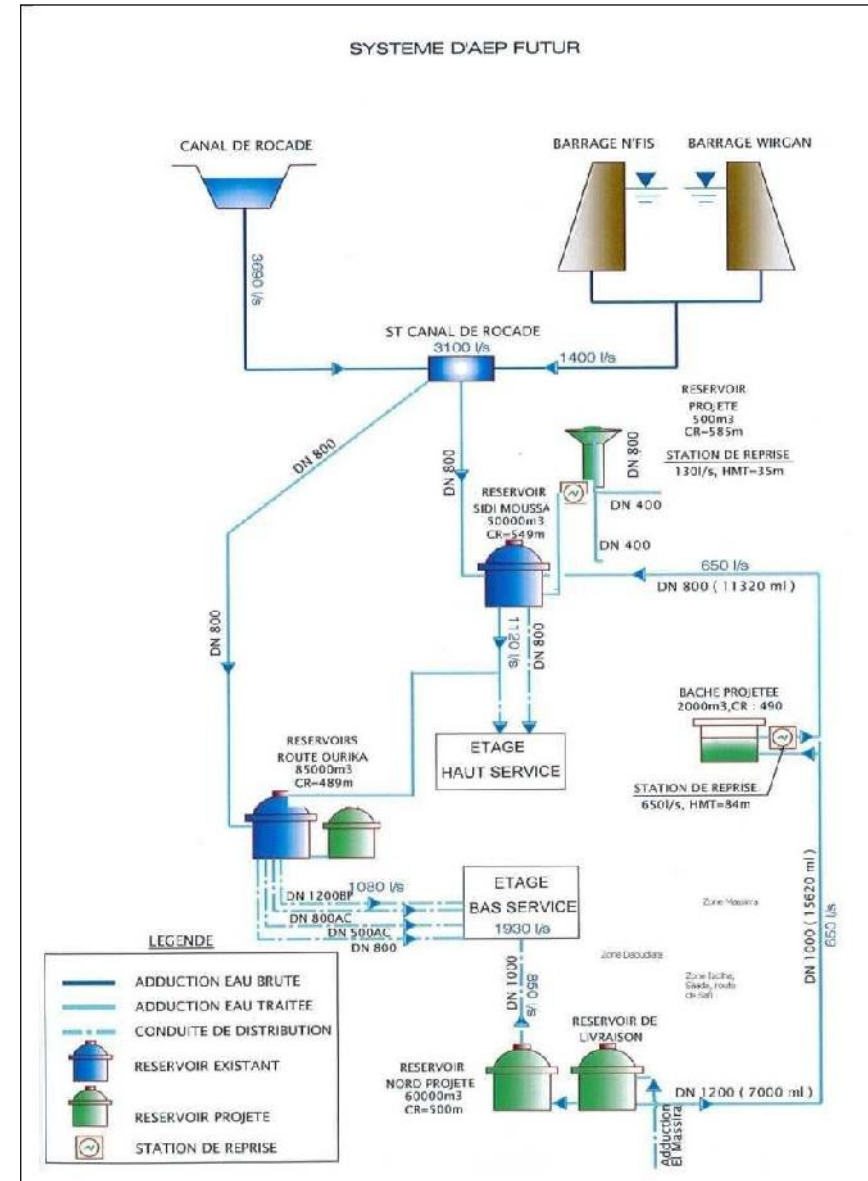 SYSTEME D'AEP FUTUR
CANAL DE ROCADE
BARRAGE N'FIS
BARRAGE WIRGAN
3690 l/s
ST CANAL DE ROCADE
3100 l/s
1400 l/s
RESERVOIR
PROJETE
500m3
CR=585m
DN 800
STATION DE REPRISE
130l/s, HMT=35m
DN 800
DN 800
RESERVOIR
SIDI MOUSSA
50000m3
CR=549m
DN 400
DN 400
650 l/s
DN 800 ( 11320 ml )
DN 800
1120 l/s
DN 800
BACHE PROJETEE
2000m3,CR : 490
STATION DE REPRISE
650l/s, HMT=84m
ETAGE
HAUT SERVICE
RESERVOIRS
ROUTE OURIKA
85000m3
CR=489m
1080 l/s
DN 1200BP
DN 800AC
DN 500AC
DN 800
ETAGE
BAS SERVICE
1930 l/s
Zone Massira
Zone Daoudiate
Saada, route
de Safi
DN 1000 ( 15620 ml )
650 l/s
DN 1000
850 l/s
RESERVOIR
NORD PROJETE
60000m3
CR=500m
RESERVOIR DE
LIVRAISON
DN 1200 ( 7000 ml )
Adduction
El Massira
LEGENDE
ADDUCTION EAU BRUTE
ADDUCTION EAU TRAITEE
CONDUITE DE DISTRIBUTION
RESERVOIR EXISTANT
RESERVOIR PROJETE
STATION DE REPRISE